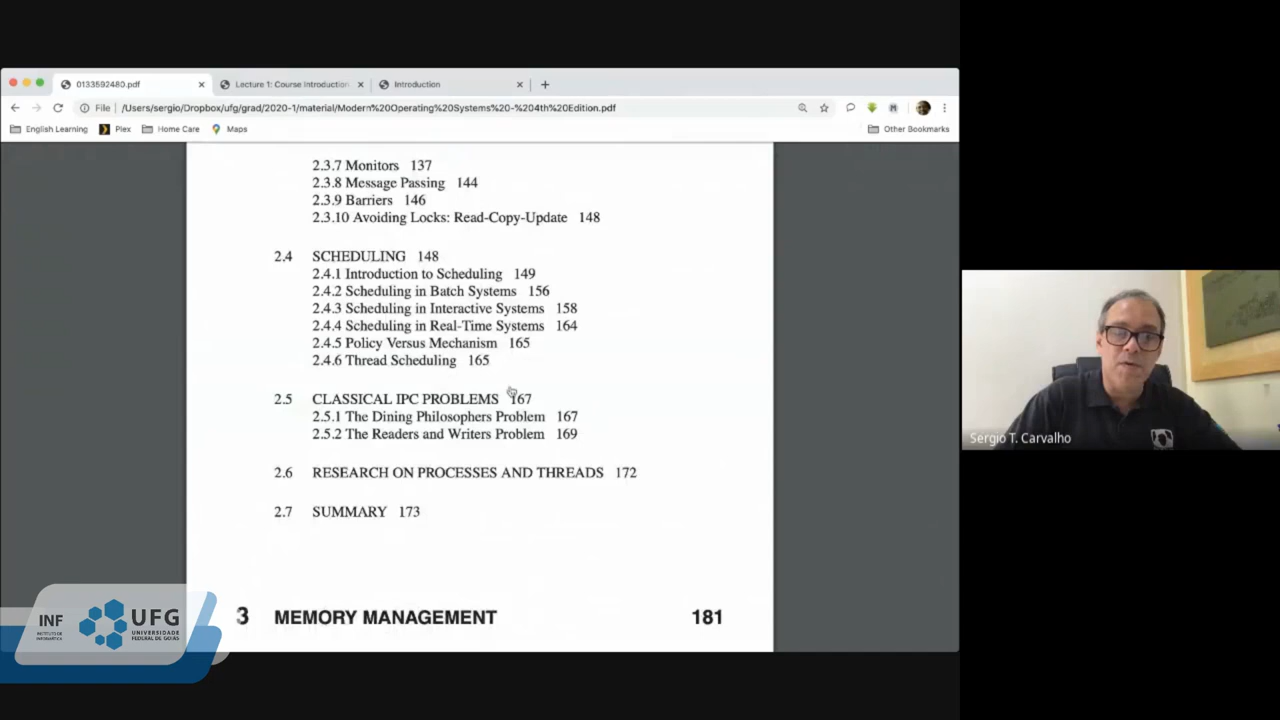 0133592480.pdf
Lecture 1: Course Introduction
Introduction
File
/Users/sergio/Dropbox/ufg/grad/2020-1/material/Modern%20Operating%20Systems%20-%204th%20Edition.pdf
English Learning
Plex
Home Care
Maps
Other Bookmarks
2.3.7 Monitors 137
2.3.8 Message Passing 144
2.3.9 Barriers 146
2.3.10 Avoiding Locks: Read-Copy-Update 148
2.4 SCHEDULING 148
2.4.1 Introduction to Scheduling 149
2.4.2 Scheduling in Batch Systems 156
2.4.3 Scheduling in Interactive Systems 158
2.4.4 Scheduling in Real-Time Systems 164
2.4.5 Policy Versus Mechanism 165
2.4.6 Thread Scheduling 165
2.5 CLASSICAL IPC PROBLEMS 167
2.5.1 The Dining Philosophers Problem 167
2.5.2 The Readers and Writers Problem 169
2.6 RESEARCH ON PROCESSES AND THREADS 172
2.7 SUMMARY 173
3 MEMORY MANAGEMENT 181
Sergio T. Carvalho
INF
INSTITUTO DE
INFORMÁTICA
UFG
UNIVERSIDADE
FEDERAL DE GOIÁS